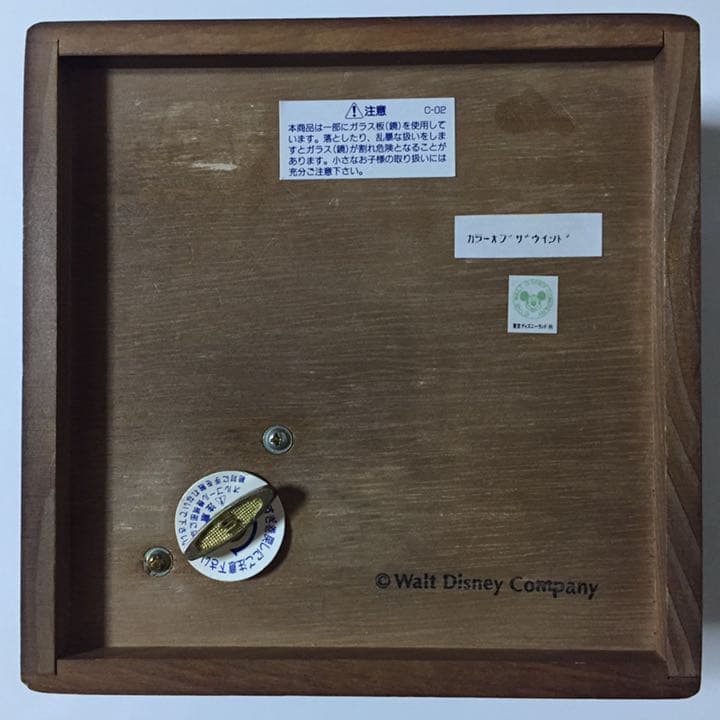 ⚠注意 C-02
本商品は一部にガラス板(鏡)を使用して
います。落としたり、乱暴な扱いをしま
すとガラス(鏡)が割れ危険となることが
あります。小さなお子様の取り扱いには
充分ご注意下さい。
カラーオブザウインド
東京ディズニーランド
⚠注意
© Walt Disney Company